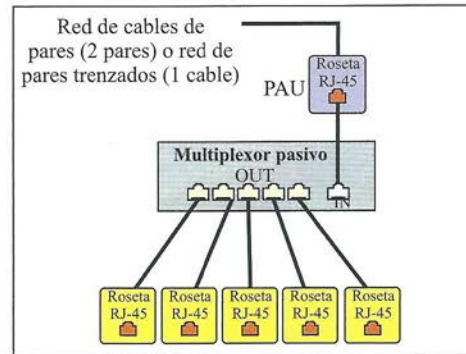 Red de cables de
pares (2 pares) o red de
pares trenzados (1 cable)
PAU
Roseta
RJ-45
Multiplexor pasivo
OUT
IN
Roseta
RJ-45
Roseta
RJ-45
Roseta
RJ-45
Roseta
RJ-45
Roseta
RJ-45